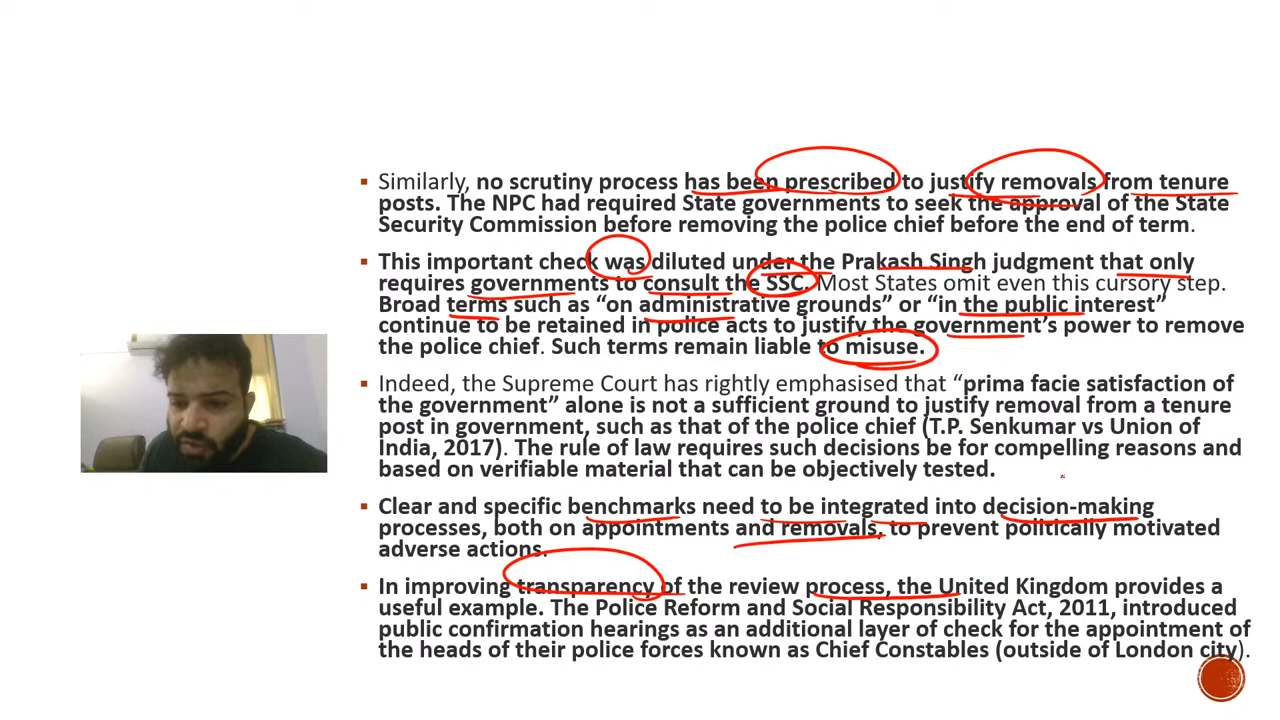 Similarly, no scrutiny process has been prescribed to justify removals from tenure
posts. The NPC had required State governments to seek the approval of the State
Security Commission before removing the police chief before the end of term.
This important check was diluted under the Prakash Singh judgment that only
requires governments to consult the SSC. Most States omit even this cursory step.
Broad terms such as “on administrative grounds” or “in the public interest”
continue to be retained in police acts to justify the government’s power to remove
the police chief. Such terms remain liable to misuse.
Indeed, the Supreme Court has rightly emphasised that “prima facie satisfaction of
the government” alone is not a sufficient ground to justify removal from a tenure
post in government, such as that of the police chief (T.P. Senkumar vs Union of
India, 2017). The rule of law requires such decisions be for compelling reasons and
based on verifiable material that can be objectively tested.
Clear and specific benchmarks need to be integrated into decision-making
processes, both on appointments and removals, to prevent politically motivated
adverse actions.
In improving transparency of the review process, the United Kingdom provides a
useful example. The Police Reform and Social Responsibility Act, 2011, introduced
public confirmation hearings as an additional layer of check for the appointment of
the heads of their police forces known as Chief Constables (outside of London city).